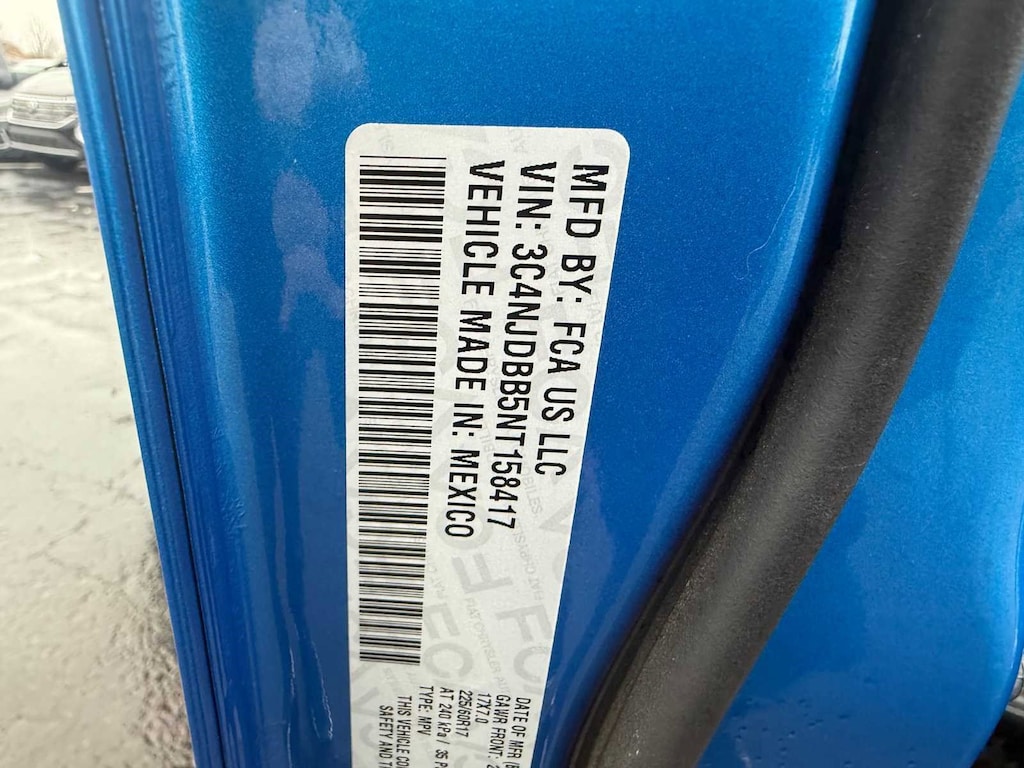 MFD BY: FCA US LLC
VIN: 3C4NJDBB5NT158417
VEHICLE MADE IN: MEXICO
DATE OF MFR
GAWR FRONT:
17X7.0
225/60R17
AT 240 kPa / 35
TYPE: MPV
THIS VEHICLE
SAFETY AND